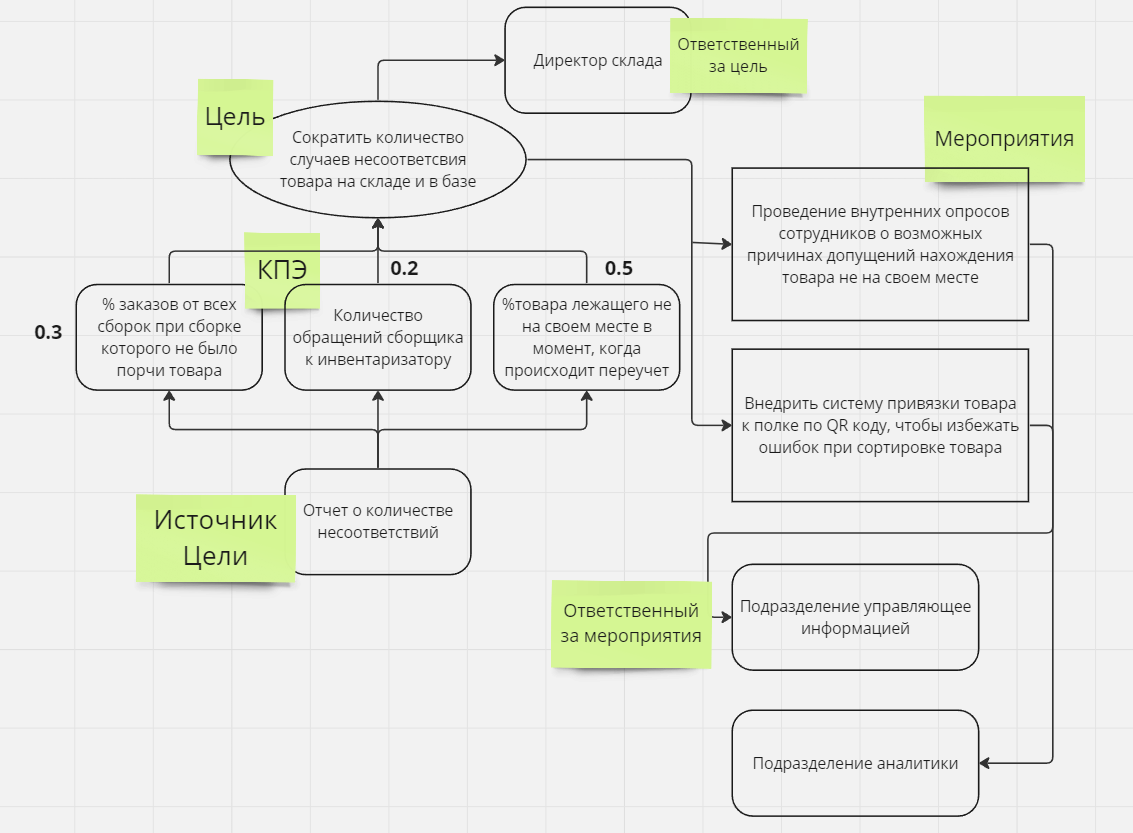 Директор склада
Ответственный
за цель
Цель
Сократить количество
случаев несоответсвия
товара на складе и в базе
Мероприятия
Проведение внутренних опросов
сотрудников о возможных
причинах допущений нахождения
товара не на своем месте
КПЭ
0.2
0.5
0.3
% заказов от всех
сборок при сборке
которого не было
порчи товара
Количество
обращений сборщика
к инвентаризатору
%товара лежащего не
на своем месте в
момент, когда
происходит переучет
Внедрить систему привязки товара
к полке по QR коду, чтобы избежать
ошибок при сортировке товара
Источник
Цели
Отчет о количестве
несоответствий
Ответственный
за мероприятия
Подразделение управляющее
информацией
Подразделение аналитики